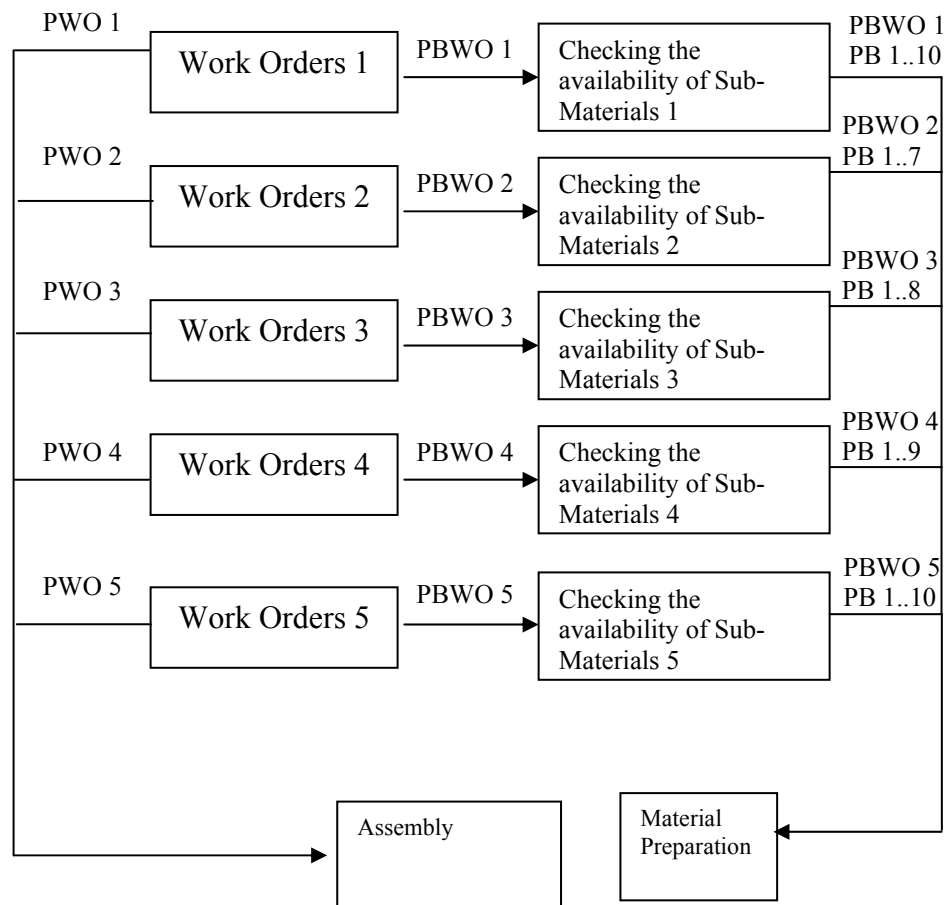 PWO 1
Work Orders 1
PBWO 1
Checking the
availability of Sub-
Materials 1
PBWO 1
PB 1..10
PWO 2
Work Orders 2
PBWO 2
Checking the
availability of Sub-
Materials 2
PBWO 2
PB 1..7
PWO 3
Work Orders 3
PBWO 3
Checking the
availability of Sub-
Materials 3
PBWO 3
PB 1..8
PWO 4
Work Orders 4
PBWO 4
Checking the
availability of Sub-
Materials 4
PBWO 4
PB 1..9
PWO 5
Work Orders 5
PBWO 5
Checking the
availability of Sub-
Materials 5
PBWO 5
PB 1..10
Assembly
Material
Preparation